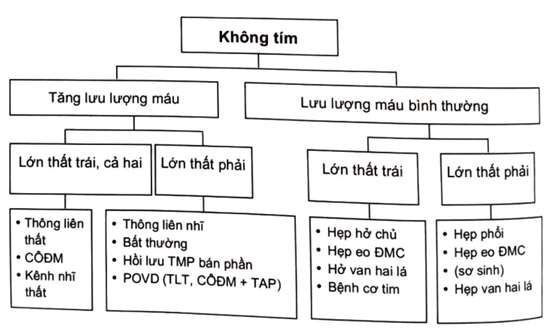 Không tím
Tăng lưu lượng máu
Lưu lượng máu bình thường
Lớn thất trái, cả hai
Lớn thất phải
Lớn thất trái
Lớn thất phải
• Thông liên
thất
• CÔĐM
• Kênh nhĩ
thất
• Thông liên nhĩ
• Bất thường
• Hồi lưu TMP bán phần
• POVD (TLT, CÔĐM + TAP)
• Hẹp hở chủ
• Hẹp eo ĐMC
• Hở van hai lá
• Bệnh cơ tim
• Hẹp phổi
• Hẹp eo ĐMC
• (sơ sinh)
• Hẹp van hai lá